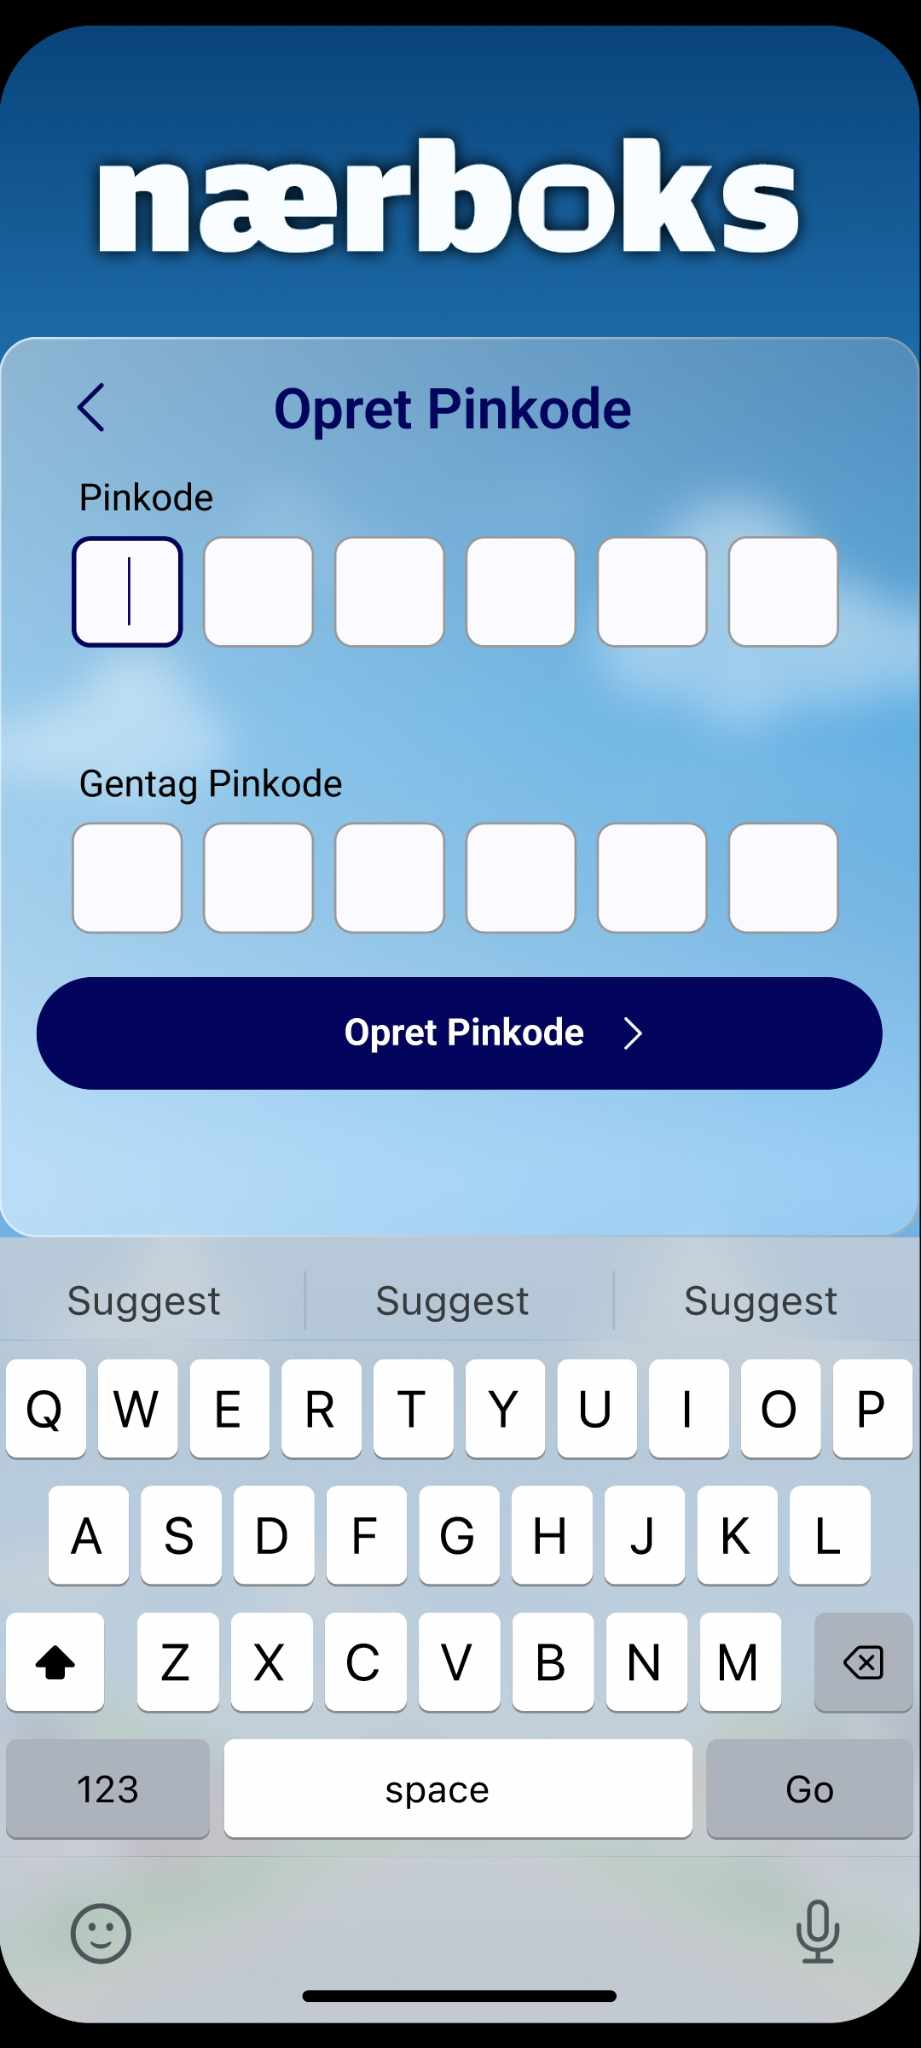 nærboks
Opret Pinkode
Pinkode
Gentag Pinkode
Opret Pinkode
Suggest Suggest Suggest
Q W E R T Y U I O P
A S D F G H J K L
Z X C V B N M
123 space Go